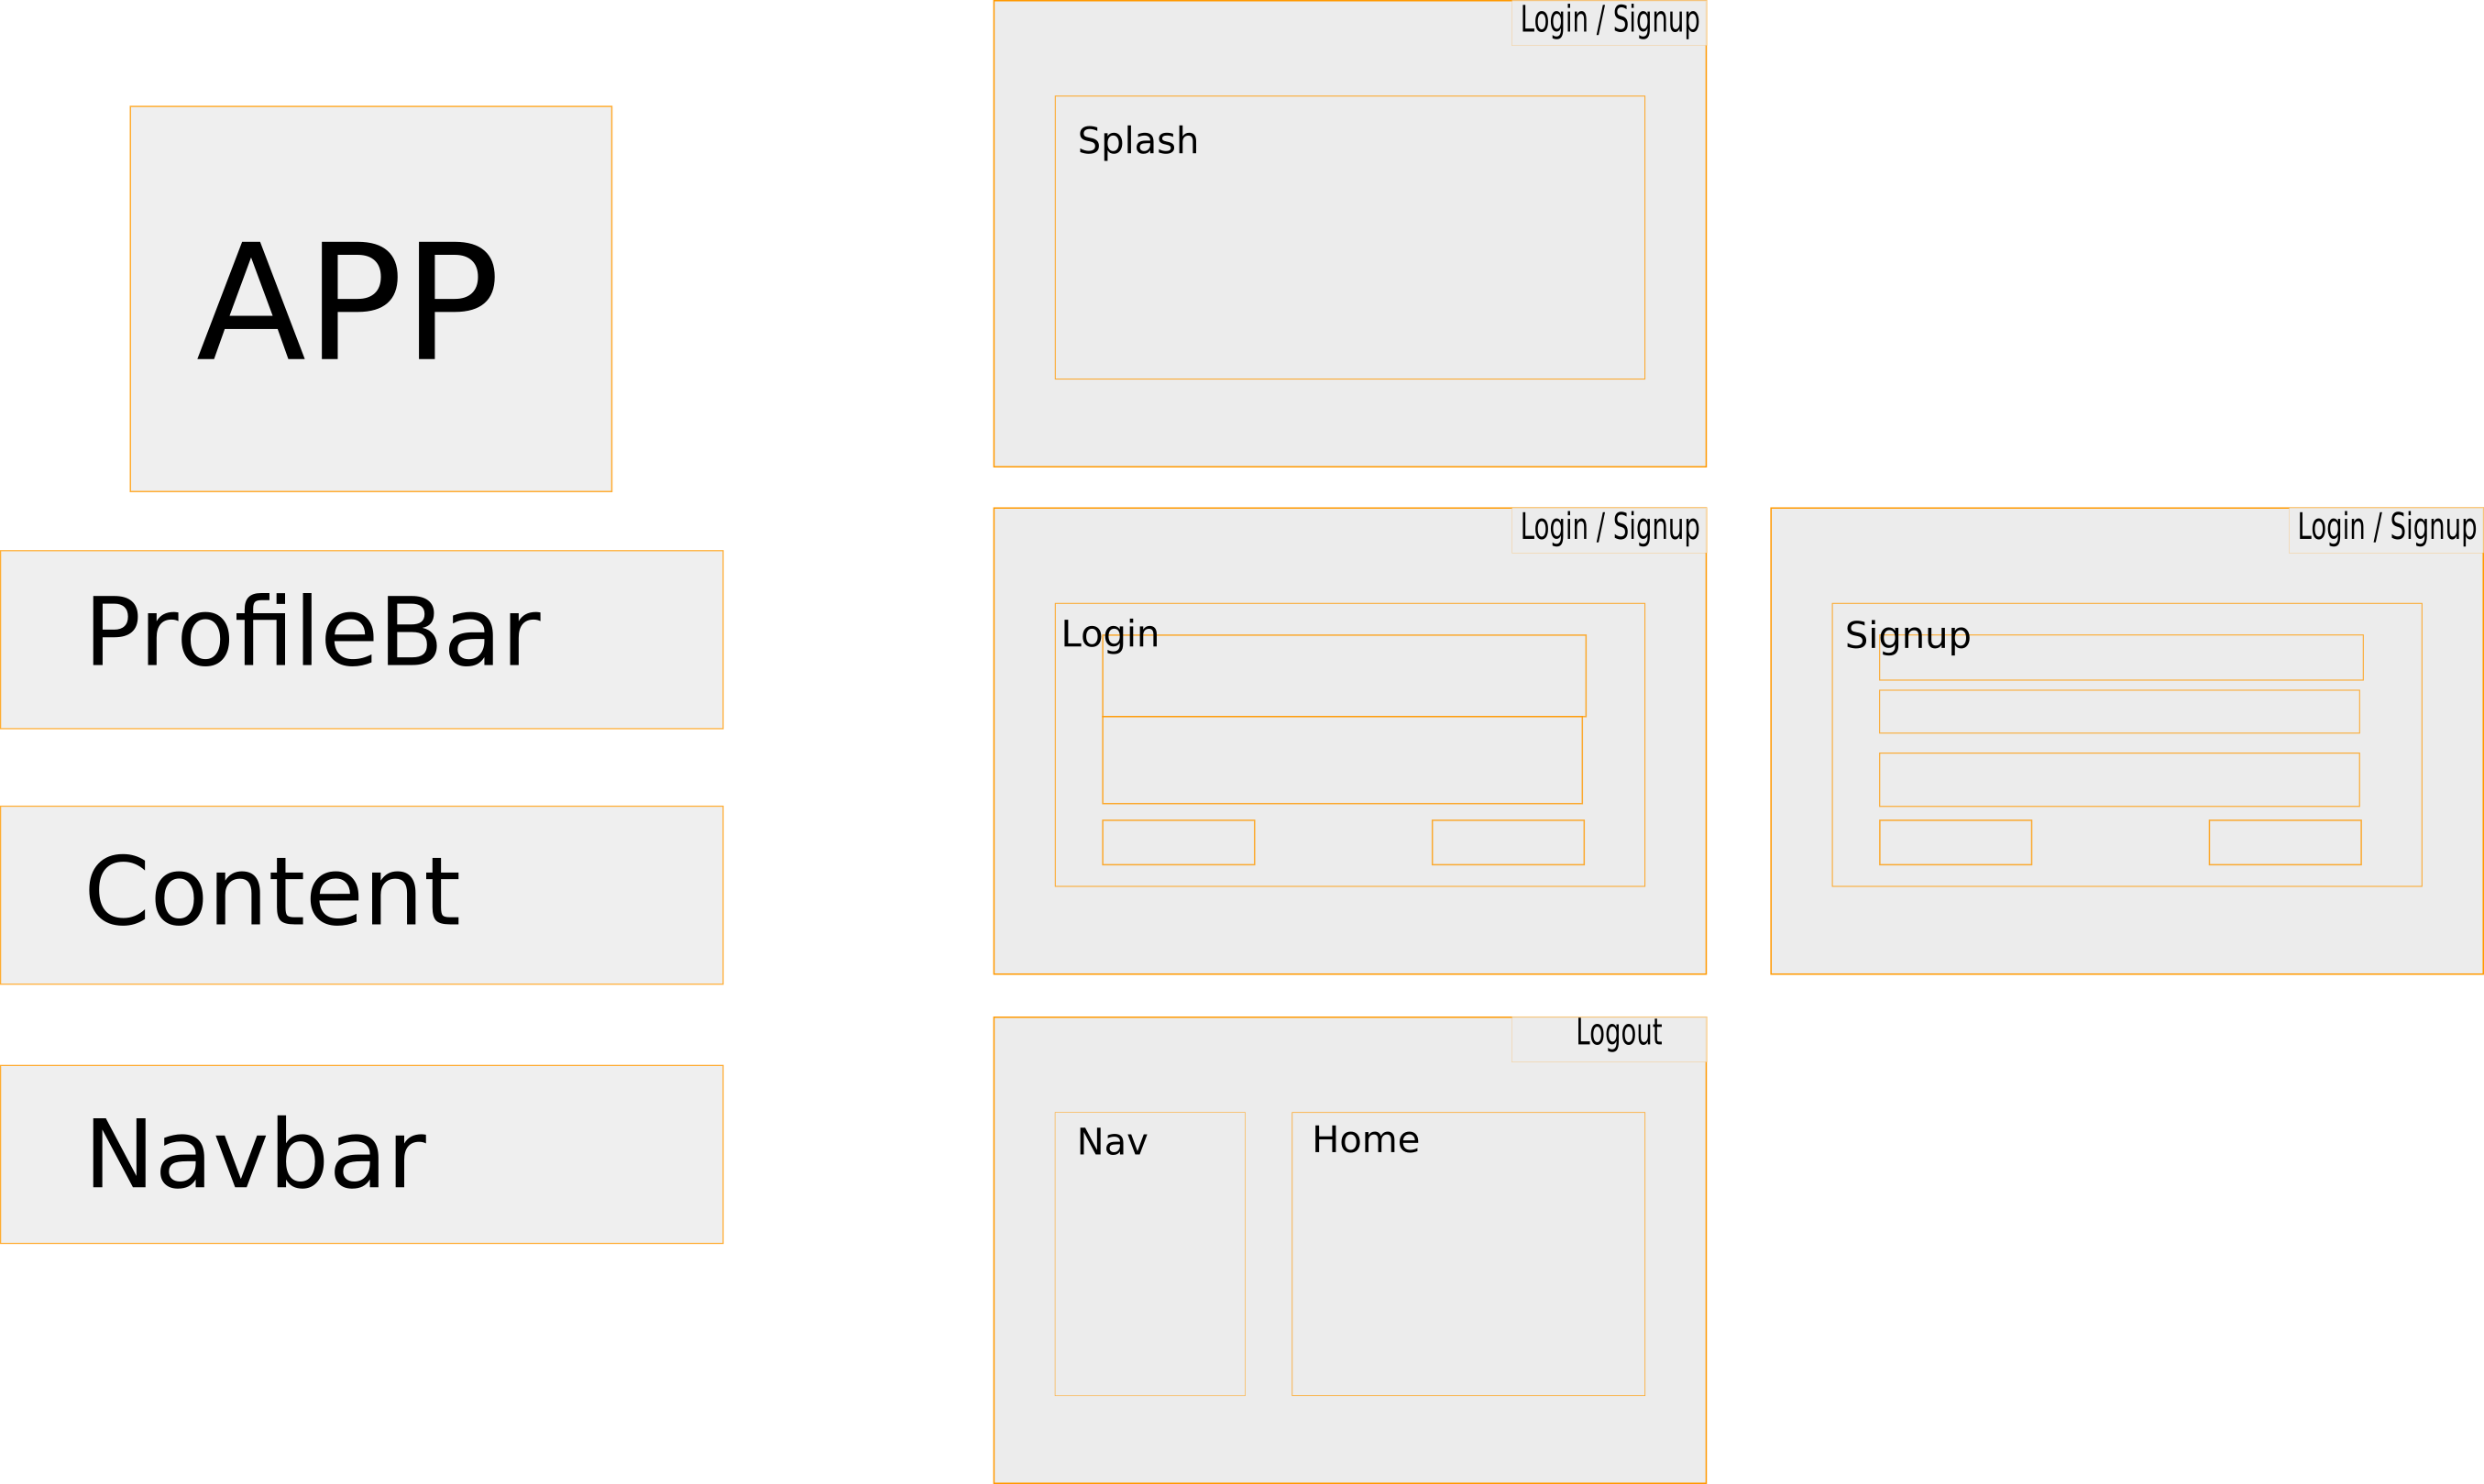 APP
ProfileBar
Content
Navbar
Login / Signup
Splash
Login / Signup
Login
Login / Signup
Signup
Logout
Nav
Home